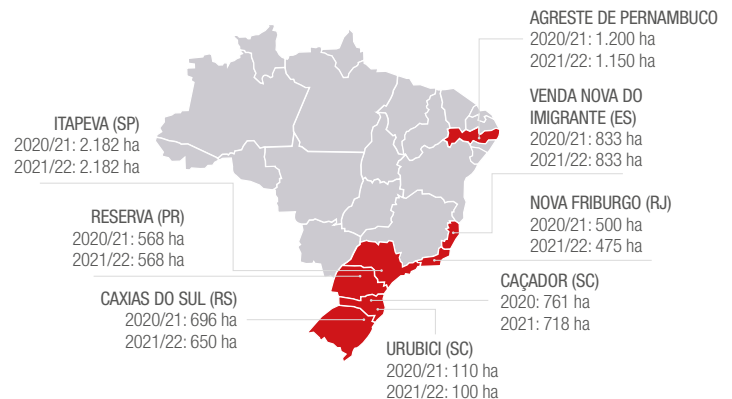 AGRESTE DE PERNAMBUCO
2020/21: 1.200 ha
2021/22: 1.150 ha
VENDA NOVA DO
IMIGRANTE (ES)
2020/21: 833 ha
2021/22: 833 ha
ITAPEVA (SP)
2020/21: 2.182 ha
2021/22: 2.182 ha
NOVA FRIBURGO (RJ)
2020/21: 500 ha
2021/22: 475 ha
RESERVA (PR)
2020/21: 568 ha
2021/22: 568 ha
CAÇADOR (SC)
2020: 761 ha
2021: 718 ha
CAXIAS DO SUL (RS)
2020/21: 696 ha
2021/22: 650 ha
URUBICI (SC)
2020/21: 110 ha
2021/22: 100 ha